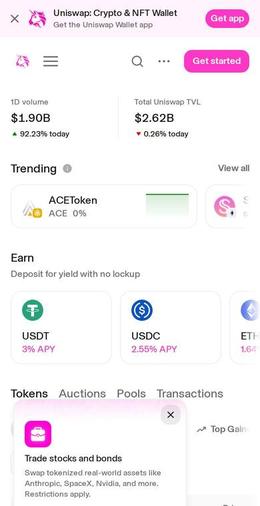 Uniswap: Crypto & NFT Wallet
Get the Uniswap Wallet app
Get app
Get started
1D volume
Total Uniswap TVL
$1.90B
$2.62B
92.23% today
0.26% today
Trending
View all
ACEToken
ACE 0%
Earn
Deposit for yield with no lockup
USDT
3% APY
USDC
2.55% APY
ETH
1.64
Tokens
Auctions
Pools
Transactions
Top Gain
Trade stocks and bonds
Swap tokenized real-world assets like
Anthropic, SpaceX, Nvidia, and more.
Restrictions apply.